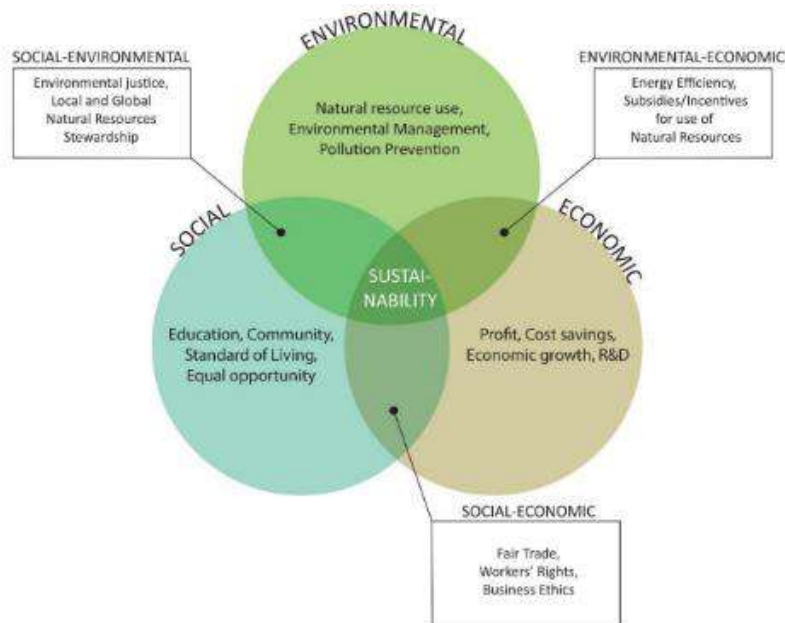 ENVIRONMENTAL
SOCIAL-ENVIRONMENTAL
Environmental justice,
Local and Global
Natural Resources
Stewardship
ENVIRONMENTAL-ECONOMIC
Energy Efficiency,
Subsidies/Incentives
for use of
Natural Resources
Natural resource use,
Environmental Management,
Pollution Prevention
SOCIAL
ECONOMIC
SUSTAI-
NABILITY
Education, Community,
Standard of Living,
Equal opportunity
Profit, Cost savings,
Economic growth, R&D
SOCIAL-ECONOMIC
Fair Trade,
Workers' Rights,
Business Ethics